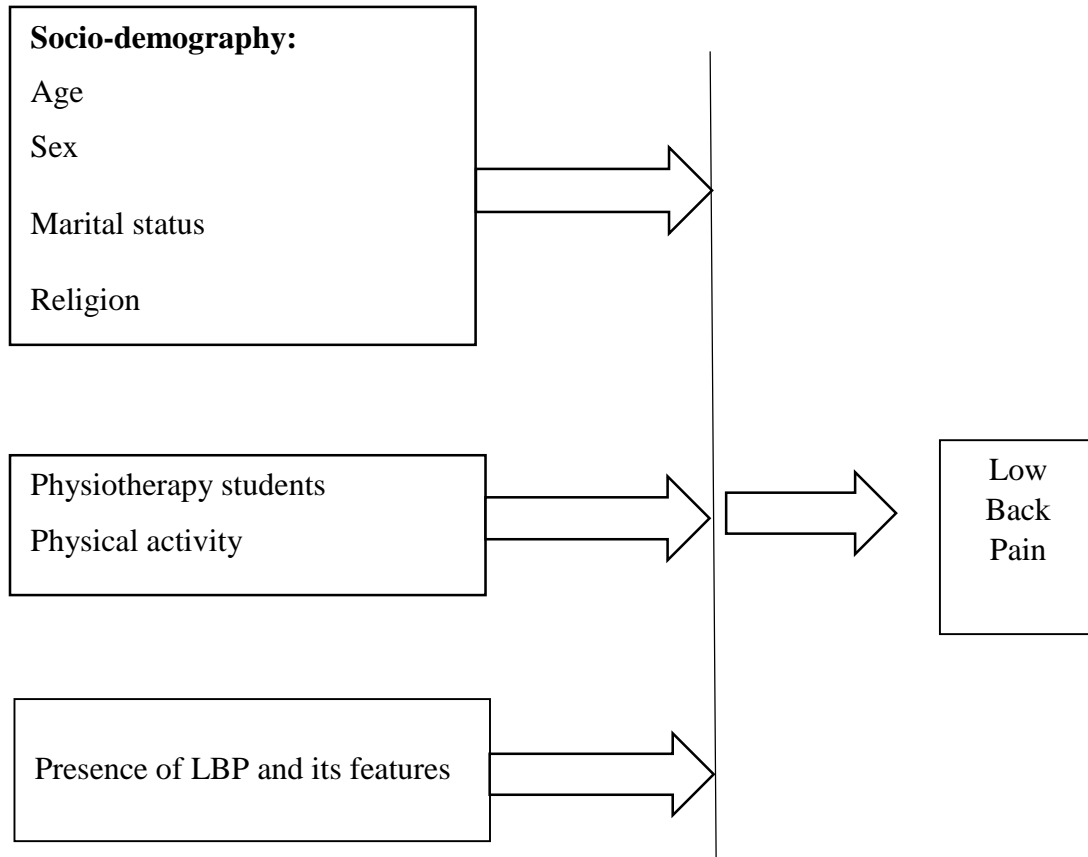 Socio-demography:
Age
Sex
Marital status
Religion
Physiotherapy students
Physical activity
Low
Back
Pain
Presence of LBP and its features